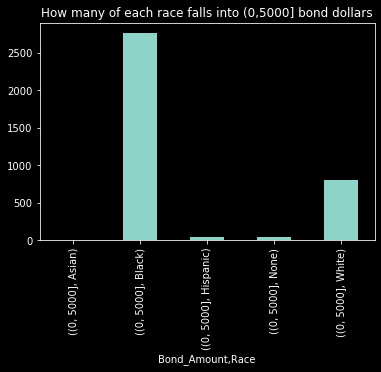 How many of each race falls into (0,5000] bond dollars
2500
2000
1500
1000
500
0
((0, 5000], Asian)
((0, 5000], Black)
((0, 5000], Hispanic)
((0, 5000], None)
((0, 5000], White)
Bond_Amount,Race